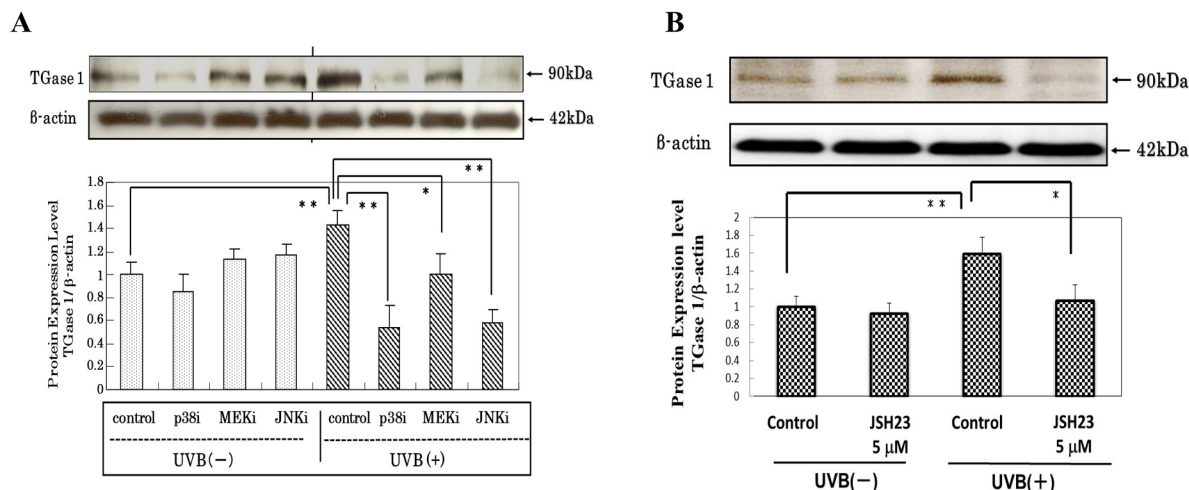 A
TGase 1
90kDa
β-actin
42kDa
**
**
**
*
Protein Expression Level
TGase 1/β-actin
1.8
1.6
1.4
1.2
1
0.8
0.6
0.4
0.2
0
control p38i MEKi JNKi control p38i MEKi JNKi
UVB(−) UVB(+)
B
TGase 1
90kDa
β-actin
42kDa
**
*
Protein Expression level
TGase 1/β-actin
2
1.8
1.6
1.4
1.2
1
0.8
0.6
0.4
0.2
0
Control JSH23 Control JSH23
5 μM 5 μM
UVB(−) UVB(+)